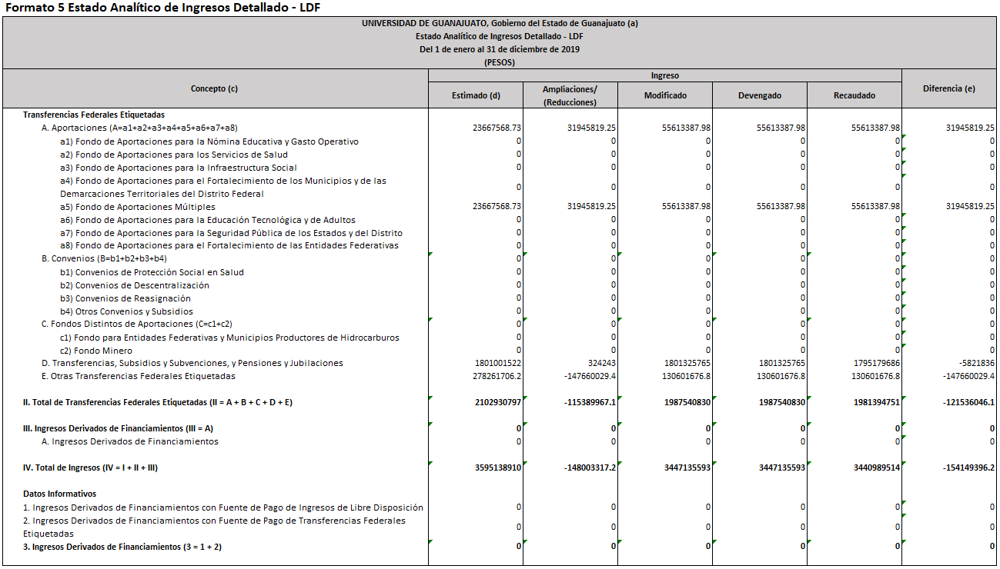 Formato 5 Estado Analítico de Ingresos Detallado - LDF
UNIVERSIDAD DE GUANAJUATO, Gobierno del Estado de Guanajuato (a)
Estado Analítico de Ingresos Detallado - LDF
Del 1 de enero al 31 de diciembre de 2019
(PESOS)
Ingreso
Concepto (c) Estimado (d) Ampliaciones/ (Reducciones) Modificado Devengado Recaudado Diferencia (e)
Transferencias Federales Etiquetadas
A. Aportaciones (A=a1+a2+a3+a4+a5+a6+a7+a8) 23667568.73 31945819.25 55613387.98 55613387.98 55613387.98 31945819.25
a1) Fondo de Aportaciones para la Nómina Educativa y Gasto Operativo 0 0 0 0 0 0
a2) Fondo de Aportaciones para los Servicios de Salud 0 0 0 0 0 0
a3) Fondo de Aportaciones para la Infraestructura Social 0 0 0 0 0 0
a4) Fondo de Aportaciones para el Fortalecimiento de los Municipios y de las
Demarcaciones Territoriales del Distrito Federal 0 0 0 0 0 0
a5) Fondo de Aportaciones Múltiples 23667568.73 31945819.25 55613387.98 55613387.98 55613387.98 31945819.25
a6) Fondo de Aportaciones para la Educación Tecnológica y de Adultos 0 0 0 0 0 0
a7) Fondo de Aportaciones para la Seguridad Pública de los Estados y del Distrito 0 0 0 0 0 0
a8) Fondo de Aportaciones para el Fortalecimiento de las Entidades Federativas 0 0 0 0 0 0
B. Convenios (B=b1+b2+b3+b4) 0 0 0 0 0 0
b1) Convenios de Protección Social en Salud 0 0 0 0 0 0
b2) Convenios de Descentralización 0 0 0 0 0 0
b3) Convenios de Reasignación 0 0 0 0 0 0
b4) Otros Convenios y Subsidios 0 0 0 0 0 0
C. Fondos Distintos de Aportaciones (C=c1+c2) 0 0 0 0 0 0
c1) Fondo para Entidades Federativas y Municipios Productores de Hidrocarburos 0 0 0 0 0 0
c2) Fondo Minero 0 0 0 0 0 0
D. Transferencias, Subsidios y Subvenciones, y Pensiones y Jubilaciones 1801001522 324243 1801325765 1801325765 1795179686 -5821836
E. Otras Transferencias Federales Etiquetadas 278261706.2 -147660029.4 130601676.8 130601676.8 130601676.8 -147660029.4
II. Total de Transferencias Federales Etiquetadas (II = A + B + C + D + E) 2102930797 -115389967.1 1987540830 1987540830 1981394751 -121536046.1
III. Ingresos Derivados de Financiamientos (III = A) 0 0 0 0 0 0
A. Ingresos Derivados de Financiamientos 0 0 0 0 0 0
IV. Total de Ingresos (IV = I + II + III) 3595138910 -148003317.2 3447135593 3447135593 3440989514 -154149396.2
Datos Informativos
1. Ingresos Derivados de Financiamientos con Fuente de Pago de Ingresos de Libre Disposición 0 0 0 0 0 0
2. Ingresos Derivados de Financiamientos con Fuente de Pago de Transferencias Federales
Etiquetadas 0 0 0 0 0 0
3. Ingresos Derivados de Financiamientos (3 = 1 + 2) 0 0 0 0 0 0